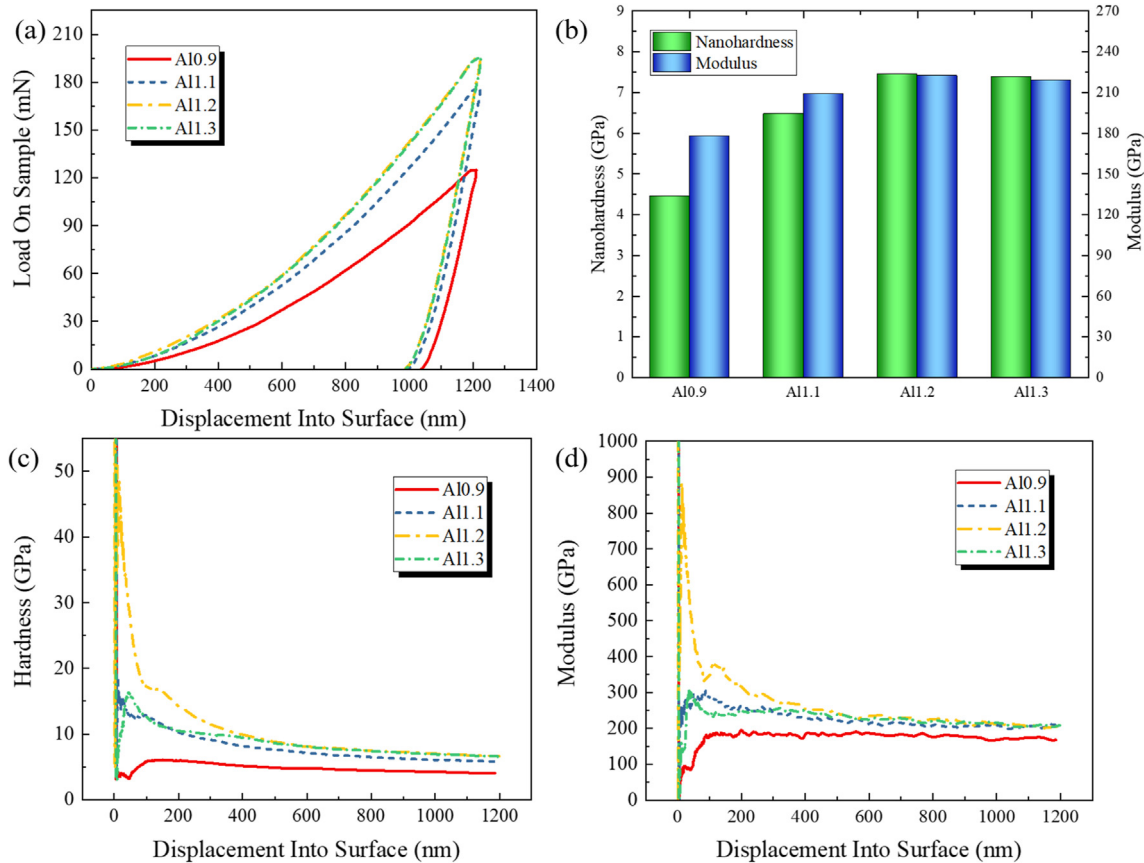 (a)
210
180
150
120
90
60
30
0
Load On Sample (mN)
Al0.9
Al1.1
Al1.2
Al1.3
0 200 400 600 800 1000 1200 1400
Displacement Into Surface (nm)
(b)
9
8
7
6
5
4
3
2
1
0
Nanohardness (GPa)
Nanohardness
Modulus
270
240
210
180
150
120
90
60
30
0
Modulus (GPa)
Al0.9 Al1.1 Al1.2 Al1.3
(c)
50
40
30
20
10
0
Hardness (GPa)
Al0.9
Al1.1
Al1.2
Al1.3
0 200 400 600 800 1000 1200
Displacement Into Surface (nm)
(d)
1000
900
800
700
600
500
400
300
200
100
0
Modulus (GPa)
Al0.9
Al1.1
Al1.2
Al1.3
0 200 400 600 800 1000 1200
Displacement Into Surface (nm)